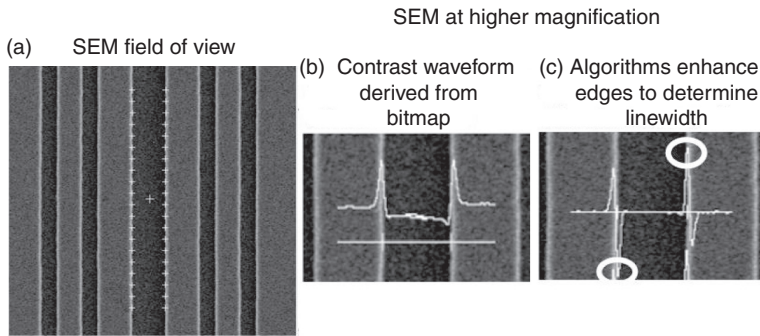 SEM at higher magnification
(a) SEM field of view
(b) Contrast waveform
derived from
bitmap
(c) Algorithms enhance
edges to determine
linewidth